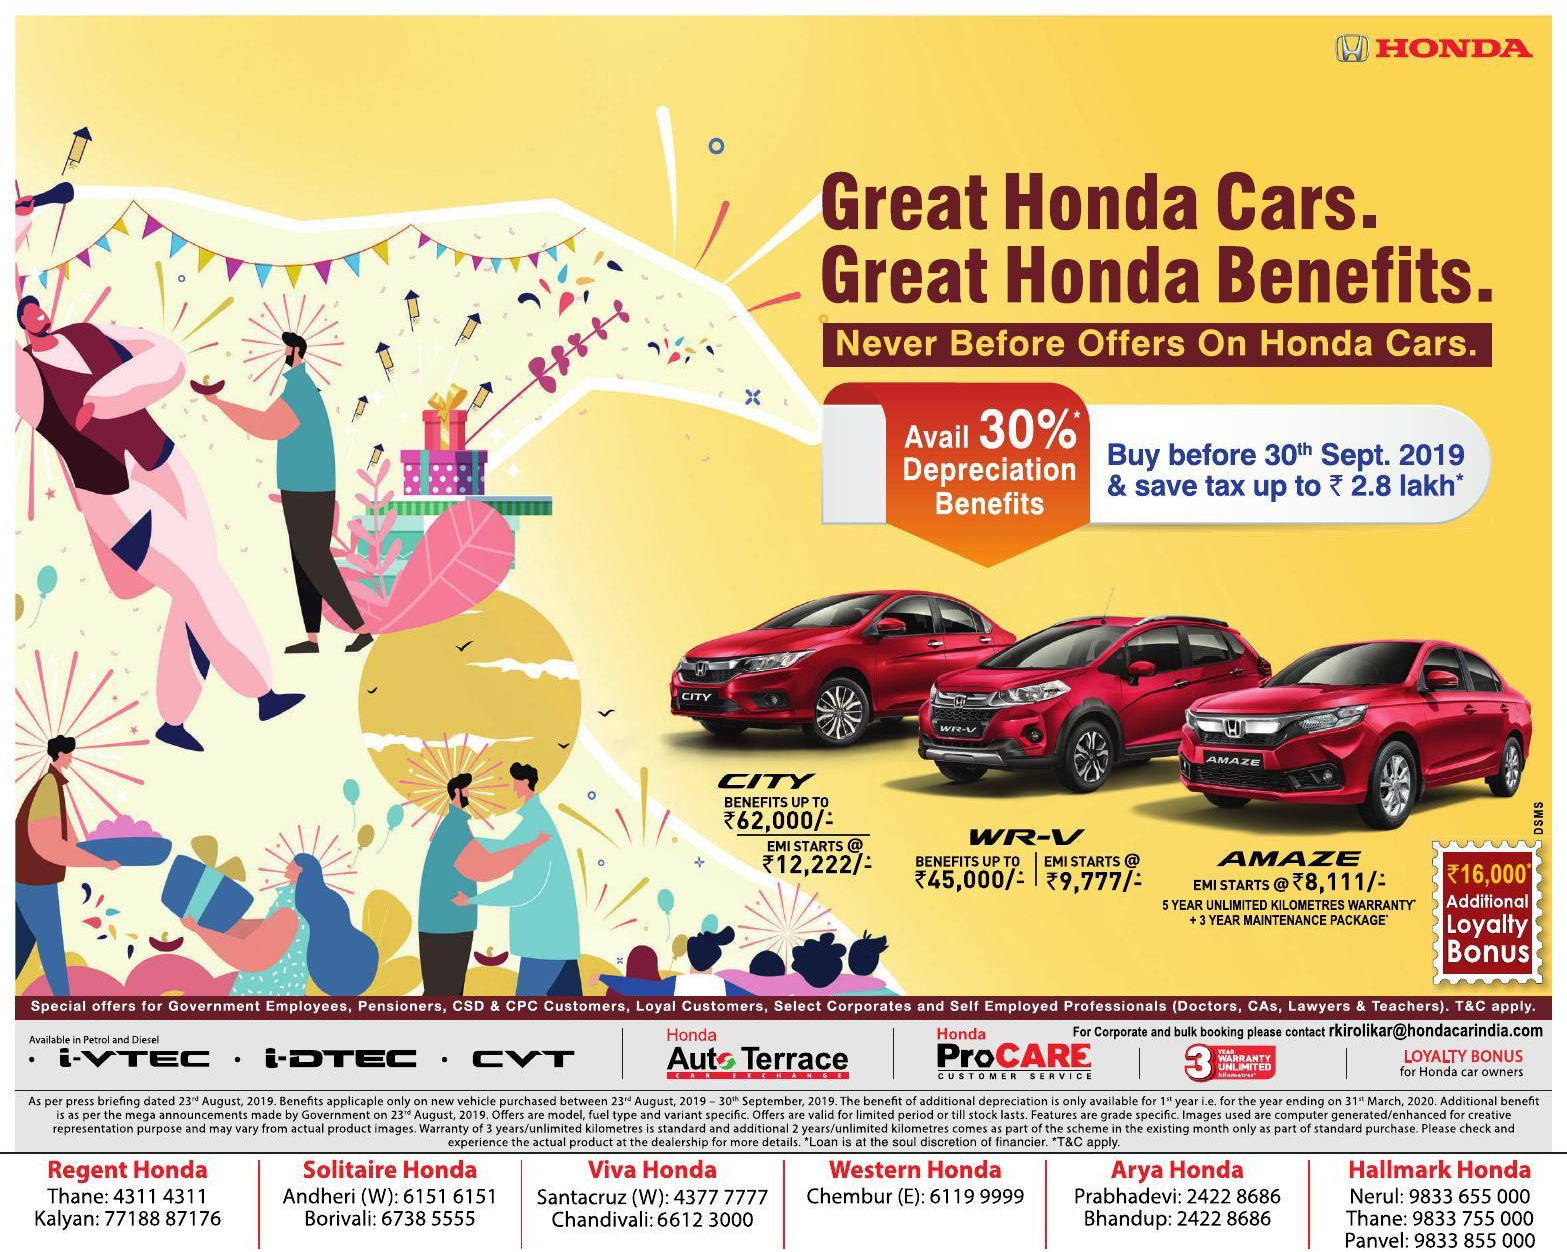 HONDA
Great Honda Cars.
Great Honda Benefits.
Never Before Offers On Honda Cars.
Avail 30%*
Depreciation
Benefits
Buy before 30th Sept. 2019
& save tax up to ₹ 2.8 lakh*
CITY
WR-V
AMAZE
CITY
BENEFITS UP TO
₹62,000/-*
EMI STARTS @
₹12,222/-*
WR-V
BENEFITS UP TO
₹45,000/-*
EMI STARTS @
₹9,777/-*
AMAZE
EMI STARTS @ ₹8,111/-*
5 YEAR UNLIMITED KILOMETRES WARRANTY*
+ 3 YEAR MAINTENANCE PACKAGE*
DSMS
₹16,000*
Additional
Loyalty
Bonus
Special offers for Government Employees, Pensioners, CSD & CPC Customers, Loyal Customers, Select Corporates and Self Employed Professionals (Doctors, CAs, Lawyers & Teachers). T&C apply.
Available in Petrol and Diesel
· i-VTEC · i-DTEC · CVT
Honda
Auto Terrace
CAR EXCHANGE
Honda
ProCARE
CUSTOMER SERVICE
For Corporate and bulk booking please contact rkirolikar@hondacarindia.com
3 YEAR
WARRANTY
UNLIMITED
kilometres*
LOYALTY BONUS
for Honda car owners
As per press briefing dated 23rd August, 2019. Benefits applicaple only on new vehicle purchased between 23rd August, 2019 – 30th September, 2019. The benefit of additional depreciation is only available for 1st year i.e. for the year ending on 31st March, 2020. Additional benefit
is as per the mega announcements made by Government on 23rd August, 2019. Offers are model, fuel type and variant specific. Offers are valid for limited period or till stock lasts. Features are grade specific. Images used are computer generated/enhanced for creative
representation purpose and may vary from actual product images. Warranty of 3 years/unlimited kilometres is standard and additional 2 years/unlimited kilometres comes as part of the scheme in the existing month only as part of standard purchase. Please check and
experience the actual product at the dealership for more details. *Loan is at the soul discretion of financier. *T&C apply.
Regent Honda
Thane: 4311 4311
Kalyan: 77188 87176
Solitaire Honda
Andheri (W): 6151 6151
Borivali: 6738 5555
Viva Honda
Santacruz (W): 4377 7777
Chandivali: 6612 3000
Western Honda
Chembur (E): 6119 9999
Arya Honda
Prabhadevi: 2422 8686
Bhandup: 2422 8686
Hallmark Honda
Nerul: 9833 655 000
Thane: 9833 755 000
Panvel: 9833 855 000